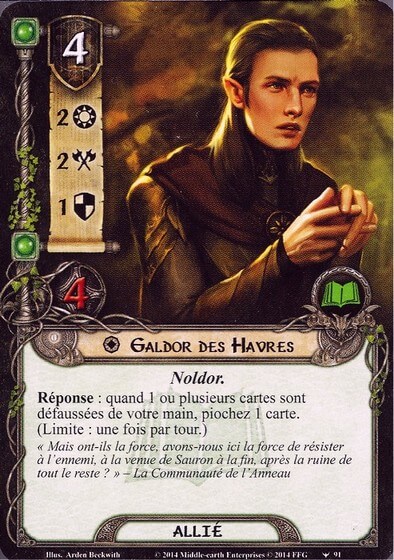 4
2
2
1
4
Galdor des Havres
Noldor.
Réponse : quand 1 ou plusieurs cartes sont
défaussées de votre main, piochez 1 carte.
(Limite : une fois par tour.)
« Mais ont-ils la force, avons-nous ici la force de résister
à l'ennemi, à la venue de Sauron à la fin, après la ruine de
tout le reste ? » – La Communauté de l'Anneau
ALLIÉ
Illus. Arden Beckwith © 2014 Middle-earth Enterprises © 2014 FFG 91